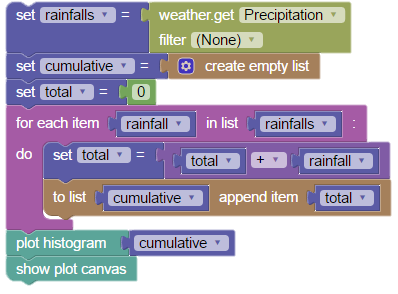 set rainfalls = weather.get Precipitation
filter (None)
set cumulative = create empty list
set total = 0
for each item rainfall in list rainfalls :
do set total = total + rainfall
to list cumulative append item total
plot histogram cumulative
show plot canvas